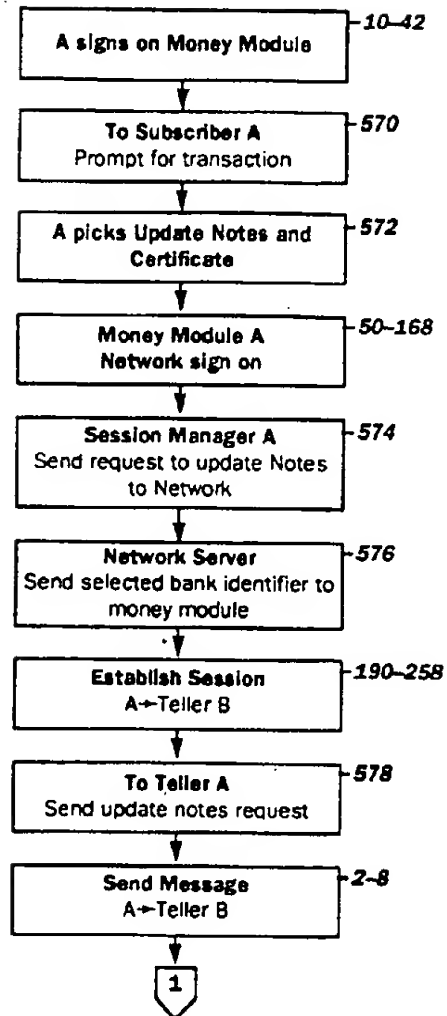 A signs on Money Module
10–42
To Subscriber A
Prompt for transaction
570
A picks Update Notes and
Certificate
572
Money Module A
Network sign on
50–168
Session Manager A
Send request to update Notes
to Network
574
Network Server
Send selected bank identifier to
money module
576
Establish Session
A→Teller B
190–258
To Teller A
Send update notes request
578
Send Message
A→Teller B
2–8
1